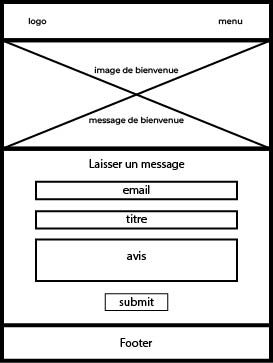 logo menu
image de bienvenue
message de bienvenue
Laisser un message
email
titre
avis
submit
Footer